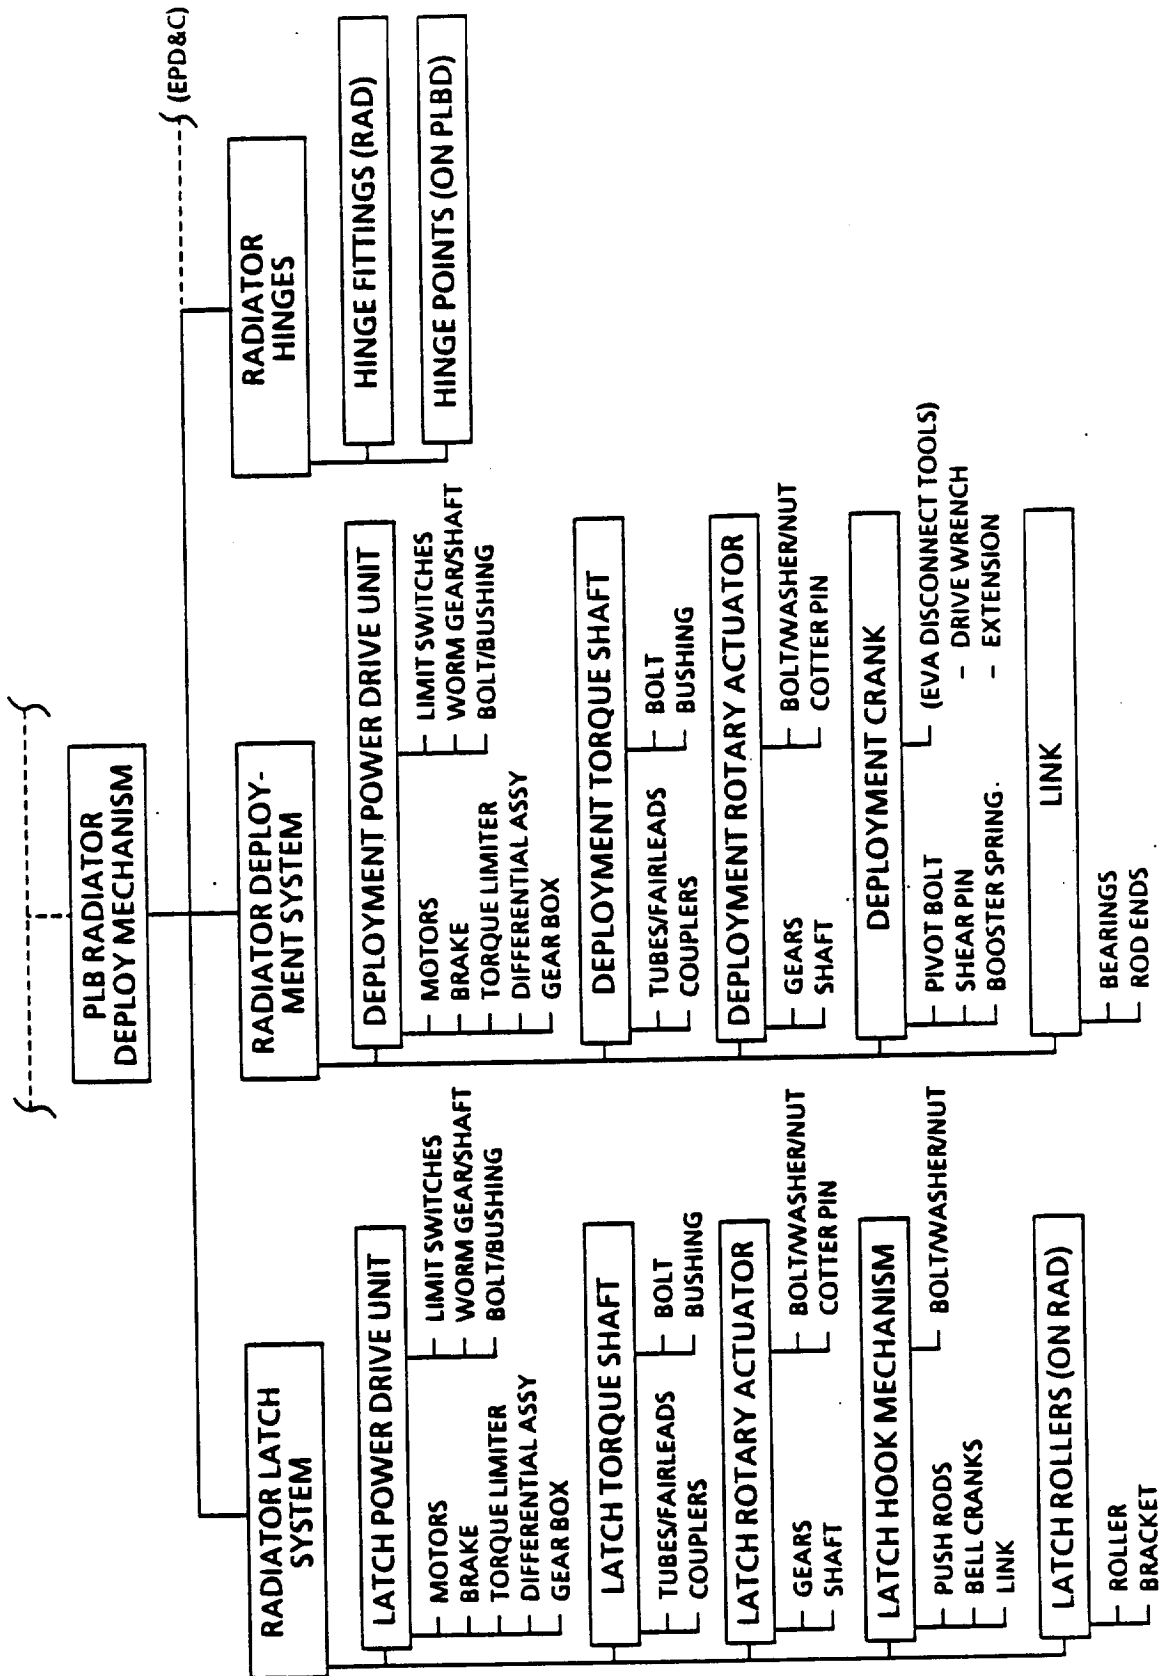 PLB RADIATOR
DEPLOY MECHANISM
(EPD&C)
RADIATOR LATCH
SYSTEM
LATCH POWER DRIVE UNIT
MOTORS
BRAKE
TORQUE LIMITER
DIFFERENTIAL ASSY
GEAR BOX
LIMIT SWITCHES
WORM GEAR/SHAFT
BOLT/BUSHING
LATCH TORQUE SHAFT
TUBES/FAIRLEADS
COUPLERS
BOLT
BUSHING
LATCH ROTARY ACTUATOR
GEARS
SHAFT
BOLT/WASHER/NUT
COTTER PIN
LATCH HOOK MECHANISM
PUSH RODS
BELL CRANKS
LINK
BOLT/WASHER/NUT
LATCH ROLLERS (ON RAD)
ROLLER
BRACKET
RADIATOR DEPLOY-
MENT SYSTEM
DEPLOYMENT POWER DRIVE UNIT
MOTORS
BRAKE
TORQUE LIMITER
DIFFERENTIAL ASSY
GEAR BOX
LIMIT SWITCHES
WORM GEAR/SHAFT
BOLT/BUSHING
DEPLOYMENT TORQUE SHAFT
TUBES/FAIRLEADS
COUPLERS
BOLT
BUSHING
DEPLOYMENT ROTARY ACTUATOR
GEARS
SHAFT
BOLT/WASHER/NUT
COTTER PIN
DEPLOYMENT CRANK
PIVOT BOLT
SHEAR PIN
BOOSTER SPRING
(EVA DISCONNECT TOOLS)
– DRIVE WRENCH
– EXTENSION
LINK
BEARINGS
ROD ENDS
RADIATOR
HINGES
HINGE FITTINGS (RAD)
HINGE POINTS (ON PLBD)